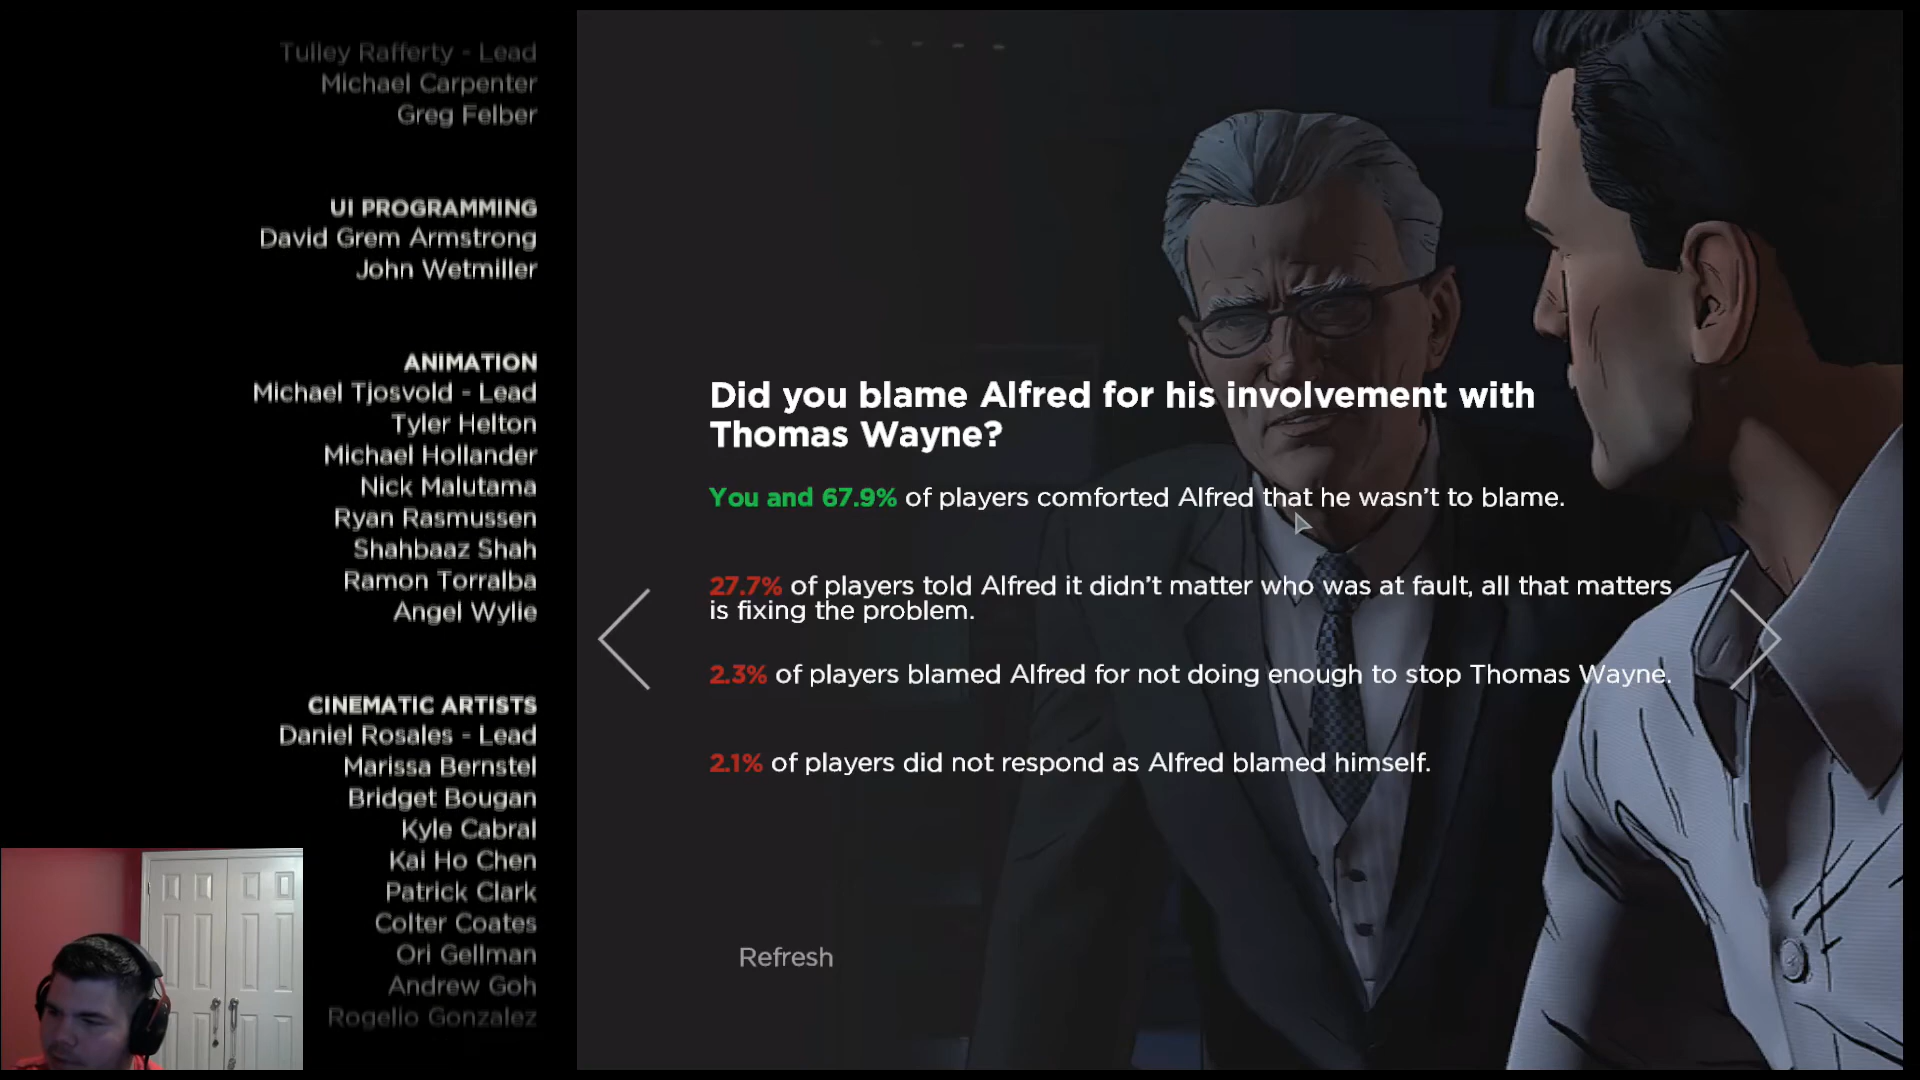 Tulley Rafferty - Lead
Michael Carpenter
Greg Felber
UI PROGRAMMING
David Grem Armstrong
John Wetmiller
ANIMATION
Michael Tjosvold - Lead
Tyler Helton
Michael Hollander
Nick Malutama
Ryan Rasmussen
Shahbaaz Shah
Ramon Torralba
Angel Wylie
CINEMATIC ARTISTS
Daniel Rosales - Lead
Marissa Bernstel
Bridget Bougan
Kyle Cabral
Kai Ho Chen
Patrick Clark
Colter Coates
Ori Gellman
Andrew Goh
Rogelio Gonzalez
Did you blame Alfred for his involvement with
Thomas Wayne?
You and 67.9% of players comforted Alfred that he wasn't to blame.
27.7% of players told Alfred it didn't matter who was at fault, all that matters
is fixing the problem.
2.3% of players blamed Alfred for not doing enough to stop Thomas Wayne.
2.1% of players did not respond as Alfred blamed himself.
Refresh